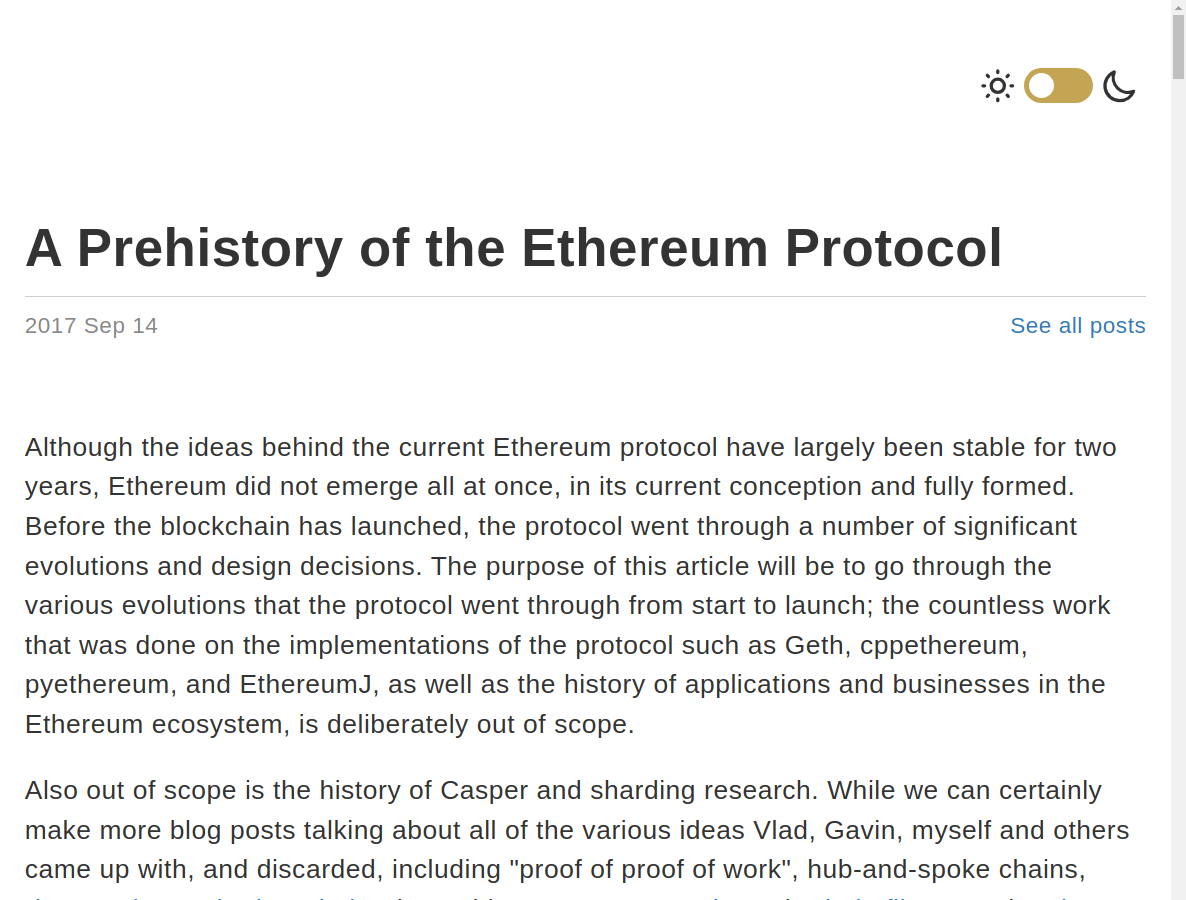 A Prehistory of the Ethereum Protocol
2017 Sep 14
See all posts
Although the ideas behind the current Ethereum protocol have largely been stable for two
years, Ethereum did not emerge all at once, in its current conception and fully formed.
Before the blockchain has launched, the protocol went through a number of significant
evolutions and design decisions. The purpose of this article will be to go through the
various evolutions that the protocol went through from start to launch; the countless work
that was done on the implementations of the protocol such as Geth, cppethereum,
pyethereum, and EthereumJ, as well as the history of applications and businesses in the
Ethereum ecosystem, is deliberately out of scope.
Also out of scope is the history of Casper and sharding research. While we can certainly
make more blog posts talking about all of the various ideas Vlad, Gavin, myself and others
came up with, and discarded, including "proof of proof of work", hub-and-spoke chains,